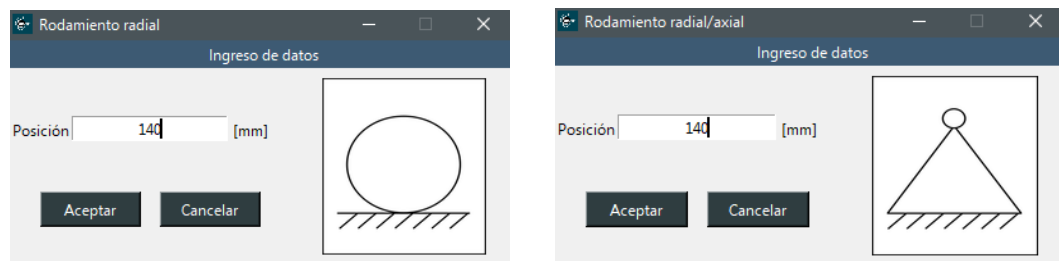 Rodamiento radial
Ingreso de datos
Posición 140 [mm]
Aceptar Cancelar
Rodamiento radial/axial
Ingreso de datos
Posición 140 [mm]
Aceptar Cancelar